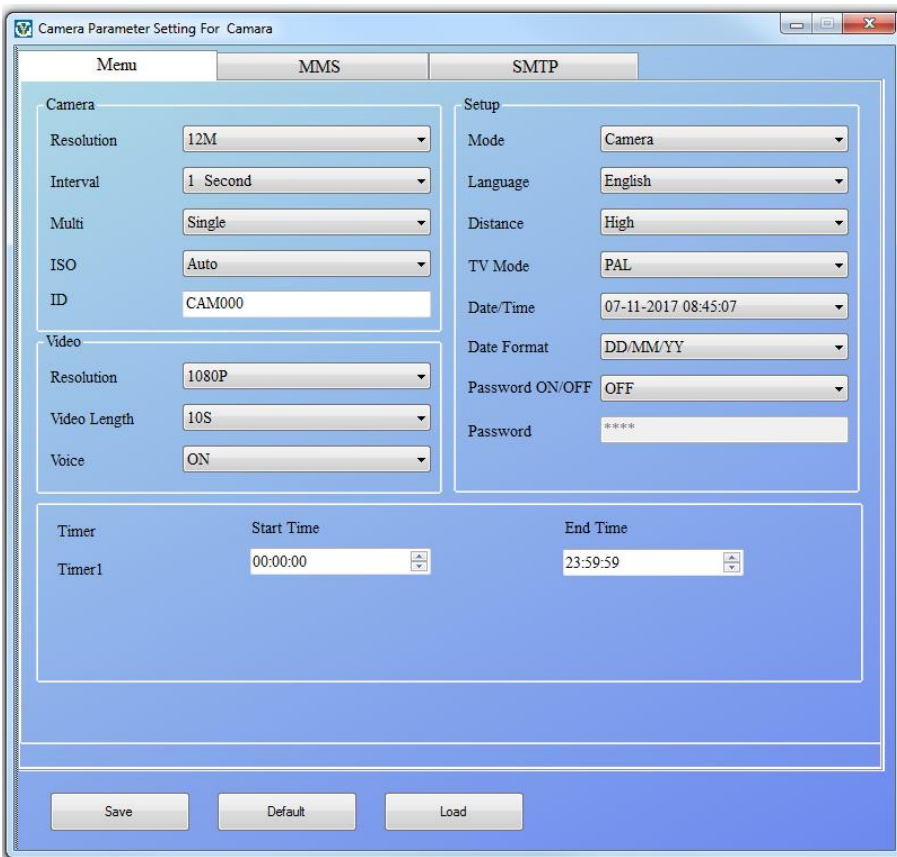 Camera Parameter Setting For Camara
Menu MMS SMTP
Camera
Resolution 12M
Interval 1 Second
Multi Single
ISO Auto
ID CAM000
Video
Resolution 1080P
Video Length 10S
Voice ON
Setup
Mode Camera
Language English
Distance High
TV Mode PAL
Date/Time 07-11-2017 08:45:07
Date Format DD/MM/YY
Password ON/OFF OFF
Password ****
Timer Start Time End Time
Timer1 00:00:00 23:59:59
Save Default Load